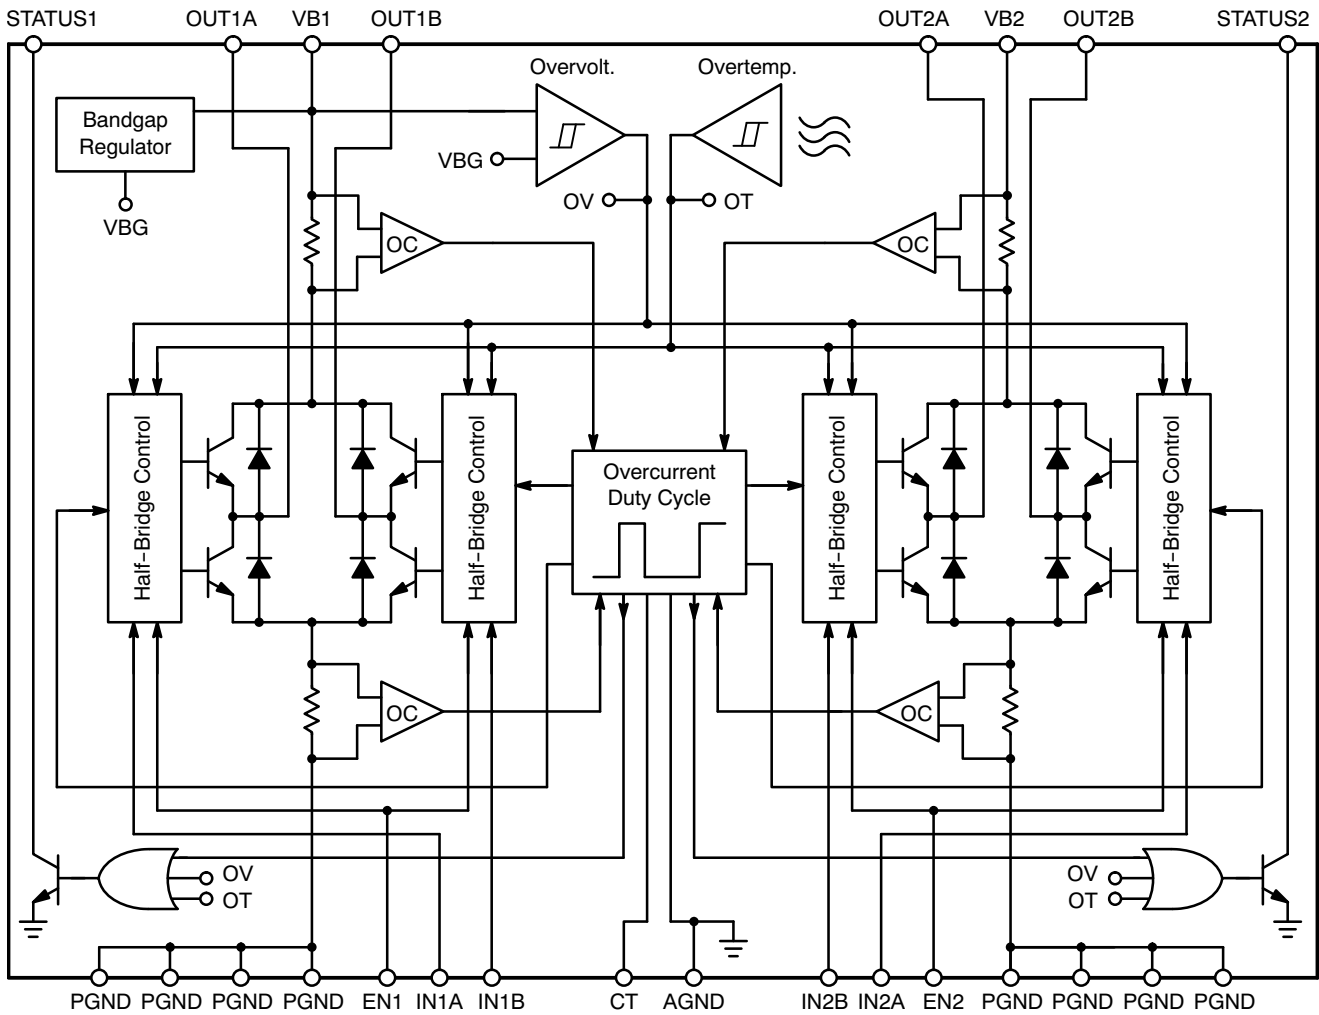 STATUS1
OUT1A
VB1
OUT1B
OUT2A
VB2
OUT2B
STATUS2
Overvolt.
Overtemp.
Bandgap
Regulator
VBG
VBG
OV
OT
OC
OC
Half-Bridge Control
Half-Bridge Control
Overcurrent
Duty Cycle
Half-Bridge Control
Half-Bridge Control
OC
OC
OV
OT
OV
OT
PGND
PGND
PGND
PGND
EN1
IN1A
IN1B
CT
AGND
IN2B
IN2A
EN2
PGND
PGND
PGND
PGND